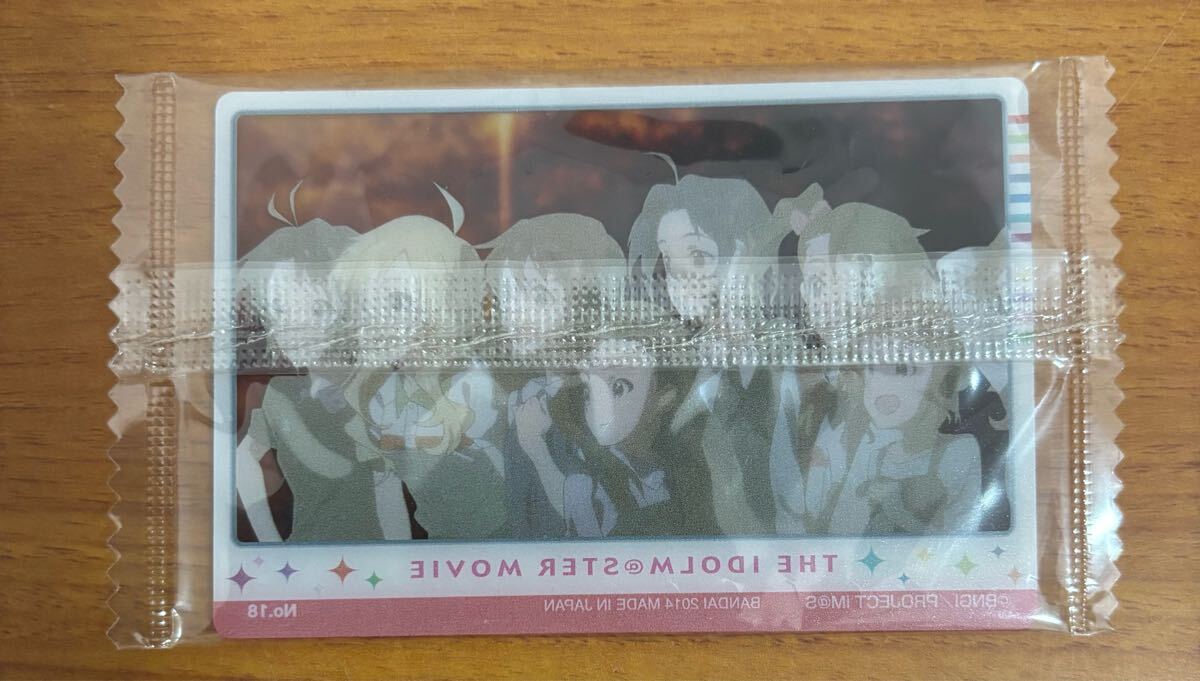 THE IDOLM@STER MOVIE
©BNGI/PROJECT IM@S BANDAI 2014 MADE IN JAPAN No.18